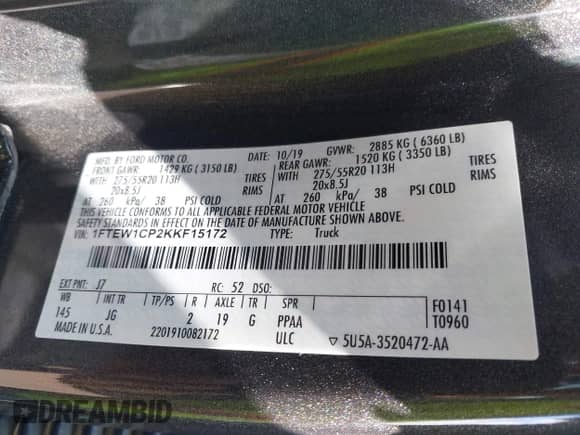 MFD. BY FORD MOTOR CO.
10/19 GVWR: 2885 KG ( 6360 LB)
FRONT GAWR: 1429 KG ( 3150 LB) REAR GAWR: 1520 KG ( 3350 LB)
WITH 275/55R20 113H TIRES WITH 275/55R20 113H TIRES
20x8.5J RIMS 20x8.5J RIMS
AT 260 kPa/ 38 PSI COLD AT 260 kPa/ 38 PSI COLD
THIS VEHICLE CONFORMS TO ALL APPLICABLE FEDERAL MOTOR VEHICLE
SAFETY STANDARDS IN EFFECT ON THE DATE OF MANUFACTURE SHOWN ABOVE.
VIN: 1FTEW1CP2KKF15172 TYPE: Truck
EXT PNT: J7 RC: 52 DSO:
WB INT TR TP/PS R AXLE TR SPR F0141
145 JG 2 19 G PPAA T0960
MADE IN U.S.A. 2201910082172 ULC 5U5A-3520472-AA
DREAMBID